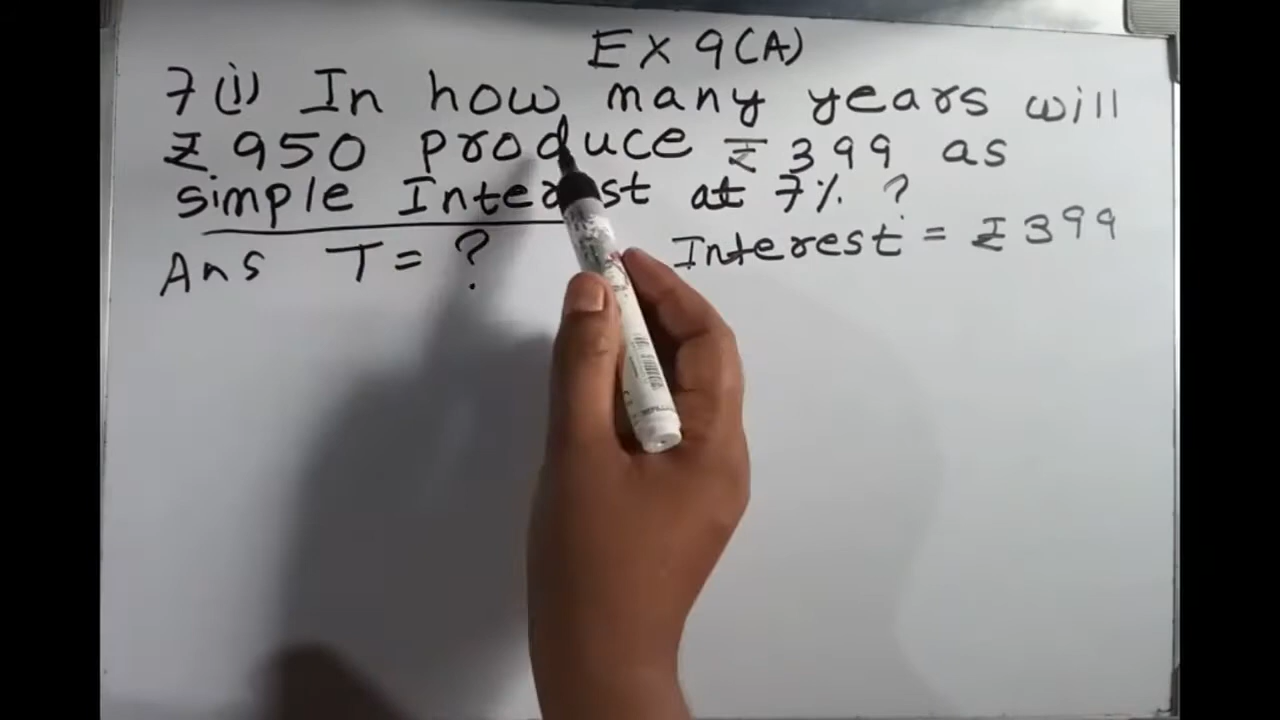 Ex 9(A)
7(i) In how many years will
₹950 produce ₹399 as
simple Interest at 7% ?
Ans T = ? Interest = ₹399